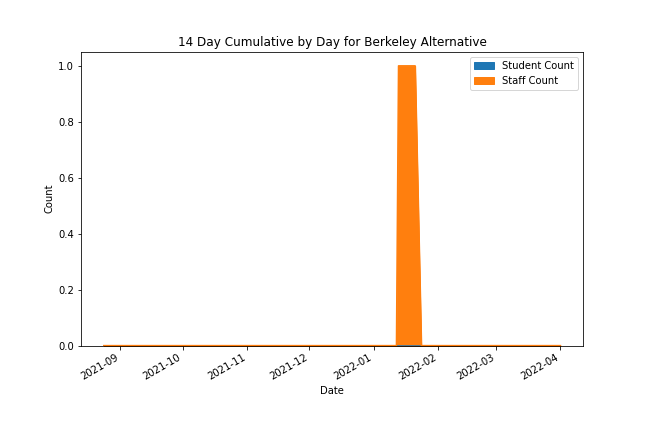 14 Day Cumulative by Day for Berkeley Alternative
Student Count
Staff Count
Count
1.0
0.8
0.6
0.4
0.2
0.0
2021-09
2021-10
2021-11
2021-12
2022-01
2022-02
2022-03
2022-04
Date